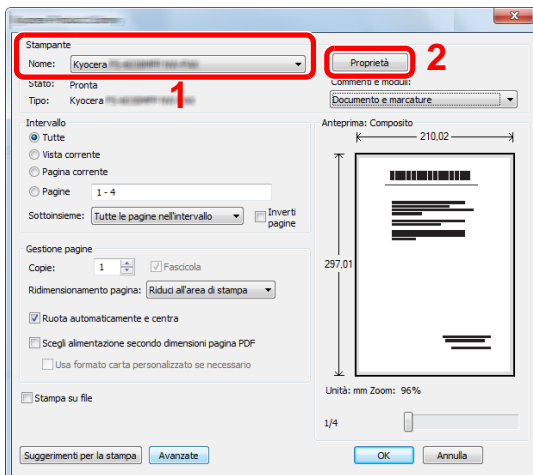 Stampante
Nome: Kyocera
Proprietà
2
1
Stato: Pronta
Commenti e moduli:
Tipo: Kyocera
Documento e marcature
Intervallo
Tutte
Vista corrente
Pagina corrente
Pagine 1 - 4
Sottoinsieme: Tutte le pagine nell'intervallo
Inverti
pagine
Anteprima: Composito
210,02
297,01
Gestione pagine
Copie: 1 Fascicola
Ridimensionamento pagina: Riduci all'area di stampa
Ruota automaticamente e centra
Scegli alimentazione secondo dimensioni pagina PDF
Usa formato carta personalizzato se necessario
Unità: mm Zoom: 96%
Stampa su file
1/4
Suggerimenti per la stampa
Avanzate
OK
Annulla